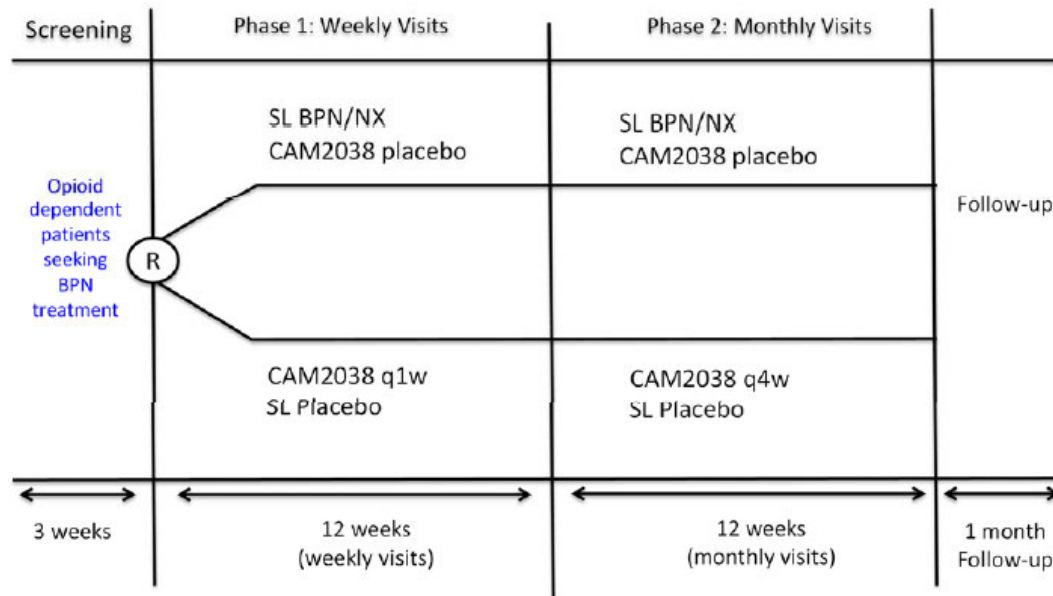 Screening
Phase 1: Weekly Visits
Phase 2: Monthly Visits
SL BPN/NX
CAM2038 placebo
SL BPN/NX
CAM2038 placebo
Opioid
dependent
patients
seeking
BPN
treatment
R
Follow-up
CAM2038 q1w
SL Placebo
CAM2038 q4w
SL Placebo
3 weeks
12 weeks
(weekly visits)
12 weeks
(monthly visits)
1 month
Follow-up